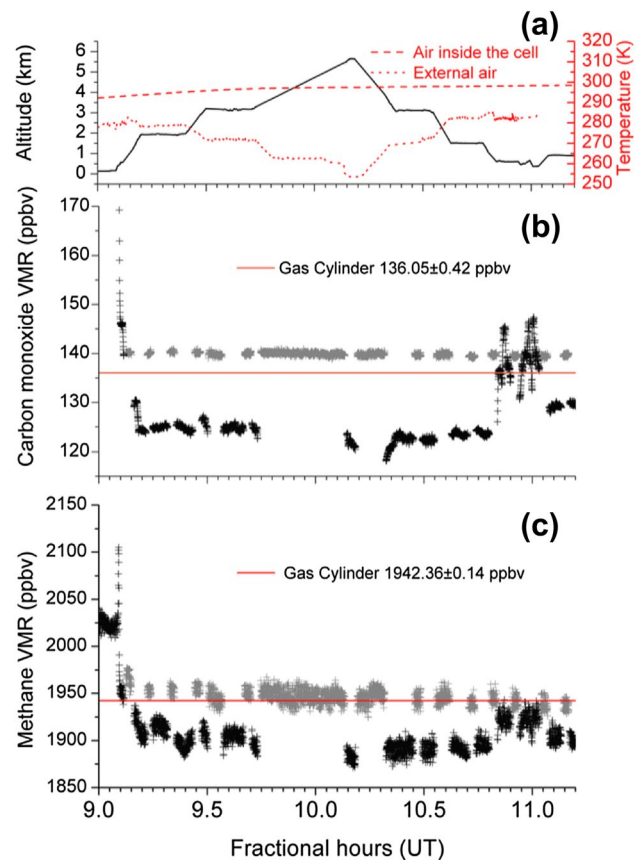 (a)
Altitude (km)
6
5
4
3
2
1
0
Air inside the cell
External air
320
310
300
290
280
270
260
250
Temperature (K)
(b)
Carbon monoxide VMR (ppbv)
170
160
150
140
130
120
Gas Cylinder 136.05±0.42 ppbv
(c)
Methane VMR (ppbv)
2150
2100
2050
2000
1950
1900
1850
Gas Cylinder 1942.36±0.14 ppbv
9.0 9.5 10.0 10.5 11.0
Fractional hours (UT)